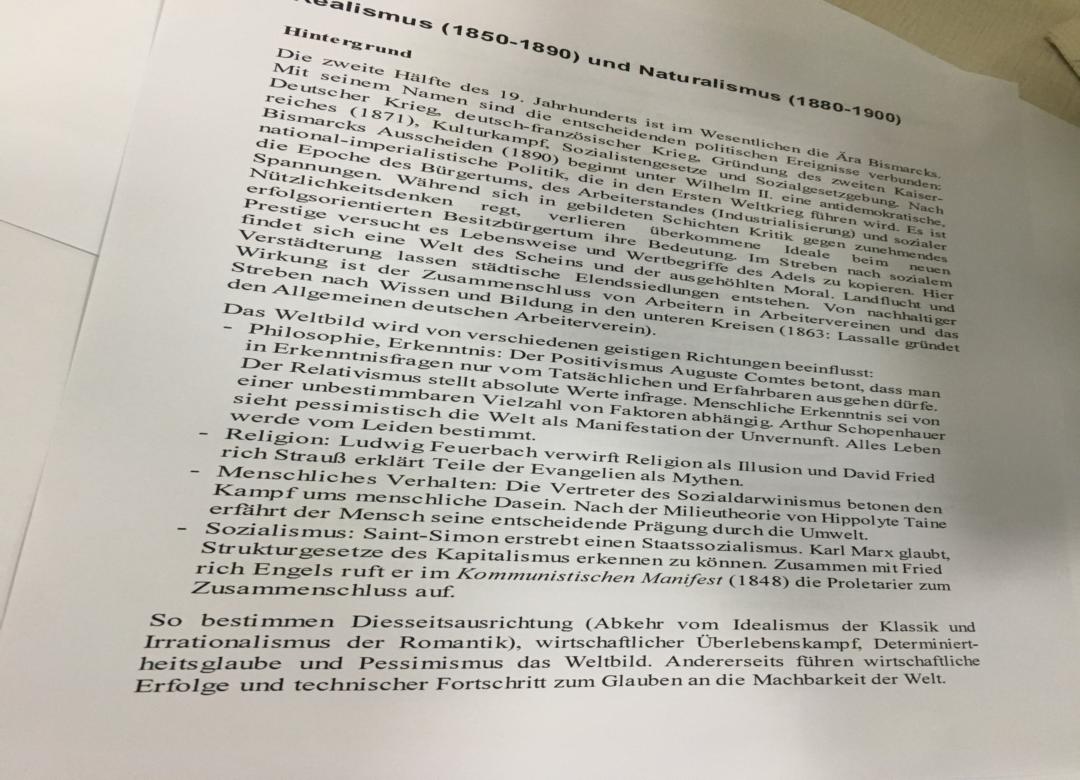 Realismus (1850-1890) und Naturalismus (1880-1900)
Hintergrund
Die zweite Hälfte des 19. Jahrhunderts ist im Wesentlichen die Ära Bismarcks.
Mit seinem Namen sind die entscheidenden politischen Ereignisse verbunden:
Deutscher Krieg, deutsch-französischer Krieg, Gründung des zweiten Kaiser-
reiches (1871), Kulturkampf, Sozialistengesetze und Sozialgesetzgebung. Nach
Bismarcks Ausscheiden (1890) beginnt unter Wilhelm II. eine antidemokratische,
national-imperialistische Politik, die in den Ersten Weltkrieg führen wird. Es ist
die Epoche des Bürgertums, des Arbeiterstandes (Industrialisierung) und sozialer
Spannungen. Während sich in gebildeten Schichten Kritik gegen zunehmendes
Nützlichkeitsdenken regt, verlieren überkommene Ideale beim neuen
erfolgsorientierten Besitzbürgertum ihre Bedeutung. Im Streben nach sozialem
Prestige versucht es Lebensweise und Wertbegriffe des Adels zu kopieren. Hier
findet sich eine Welt des Scheins und der ausgehöhlten Moral. Landflucht und
Verstädterung lassen städtische Elendssiedlungen entstehen. Von nachhaltiger
Wirkung ist der Zusammenschluss von Arbeitern in Arbeitervereinen und das
Streben nach Wissen und Bildung in den unteren Kreisen (1863: Lassalle gründet
den Allgemeinen deutschen Arbeiterverein).
Das Weltbild wird von verschiedenen geistigen Richtungen beeinflusst:
- Philosophie, Erkenntnis: Der Positivismus Auguste Comtes betont, dass man
in Erkenntnisfragen nur vom Tatsächlichen und Erfahrbaren ausgehen dürfe.
Der Relativismus stellt absolute Werte infrage. Menschliche Erkenntnis sei von
einer unbestimmbaren Vielzahl von Faktoren abhängig. Arthur Schopenhauer
sieht pessimistisch die Welt als Manifestation der Unvernunft. Alles Leben
werde vom Leiden bestimmt.
- Religion: Ludwig Feuerbach verwirft Religion als Illusion und David Fried
rich Strauß erklärt Teile der Evangelien als Mythen.
- Menschliches Verhalten: Die Vertreter des Sozialdarwinismus betonen den
Kampf ums menschliche Dasein. Nach der Milieutheorie von Hippolyte Taine
erfährt der Mensch seine entscheidende Prägung durch die Umwelt.
- Sozialismus: Saint-Simon erstrebt einen Staatssozialismus. Karl Marx glaubt,
Strukturgesetze des Kapitalismus erkennen zu können. Zusammen mit Fried
rich Engels ruft er im Kommunistischen Manifest (1848) die Proletarier zum
Zusammenschluss auf.
So bestimmen Diesseitsausrichtung (Abkehr vom Idealismus der Klassik und
Irrationalismus der Romantik), wirtschaftlicher Überlebenskampf, Determiniert-
heitsglaube und Pessimismus das Weltbild. Andererseits führen wirtschaftliche
Erfolge und technischer Fortschritt zum Glauben an die Machbarkeit der Welt.